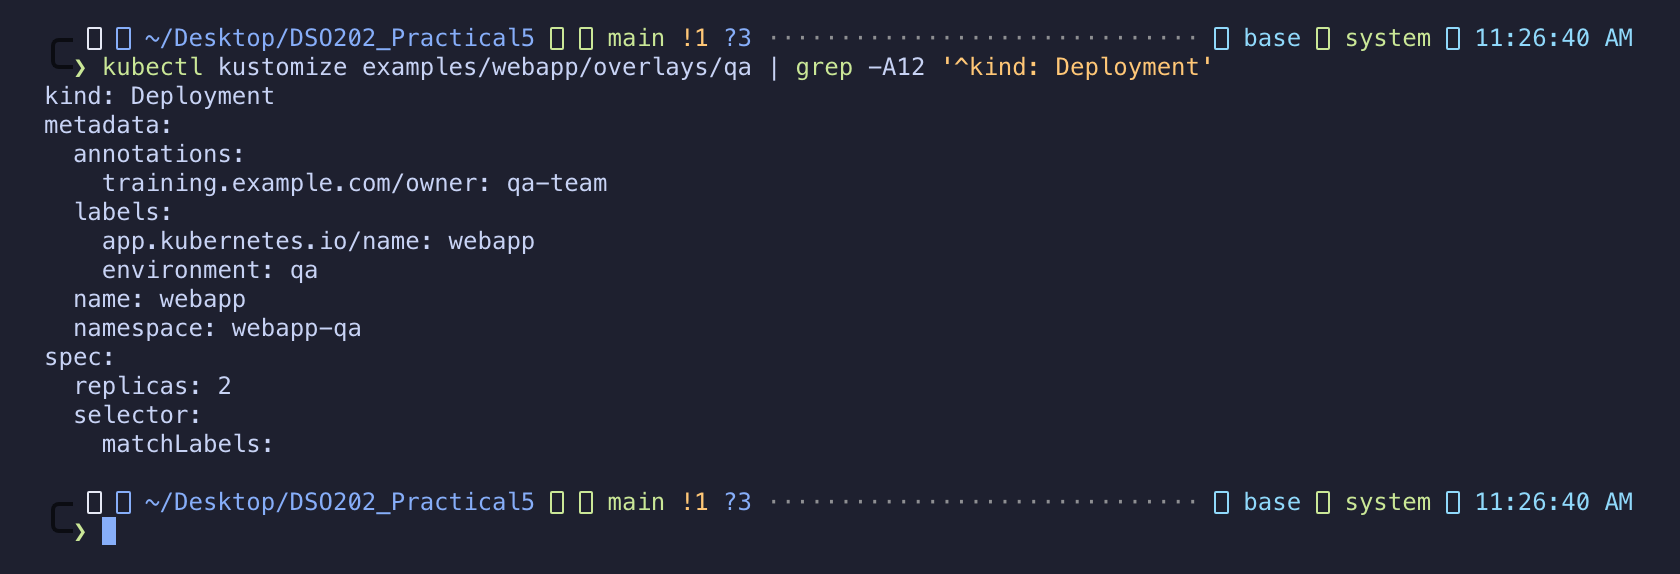 ~/Desktop/DSO202_Practical5 main !1 ?3 ······························ base system 11:26:40 AM
❯ kubectl kustomize examples/webapp/overlays/qa | grep -A12 '^kind: Deployment'
kind: Deployment
metadata:
  annotations:
    training.example.com/owner: qa-team
  labels:
    app.kubernetes.io/name: webapp
    environment: qa
  name: webapp
  namespace: webapp-qa
spec:
  replicas: 2
  selector:
    matchLabels:
~/Desktop/DSO202_Practical5 main !1 ?3 ······························ base system 11:26:40 AM
❯